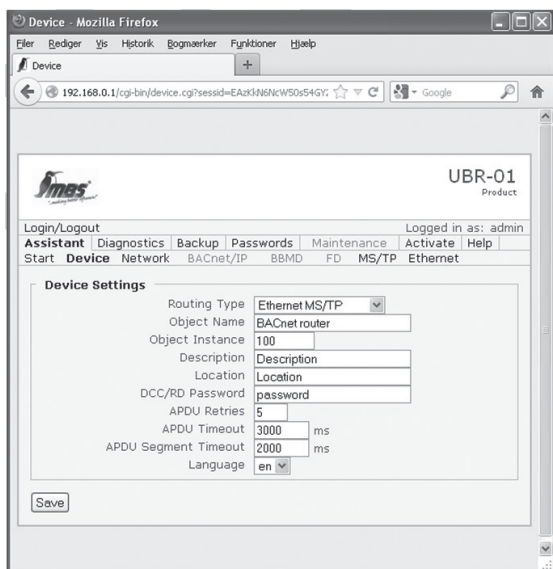 Device - Mozilla Firefox
Filer Rediger Vis Historik Bogmærker Funktioner Hjælp
Device +
192.168.0.1/cgi-bin/device.cgi?sessid= Google
mbs
UBR-01
Product
Login/Logout Logged in as: admin
Assistant Diagnostics Backup Passwords Maintenance Activate Help
Start Device Network BACnet/IP BBMD FD MS/TP Ethernet
Device Settings
Routing Type Ethernet MS/TP
Object Name BACnet router
Object Instance 100
Description Description
Location Location
DCC/RD Password password
APDU Retries 5
APDU Timeout 3000 ms
APDU Segment Timeout 2000 ms
Language en
Save